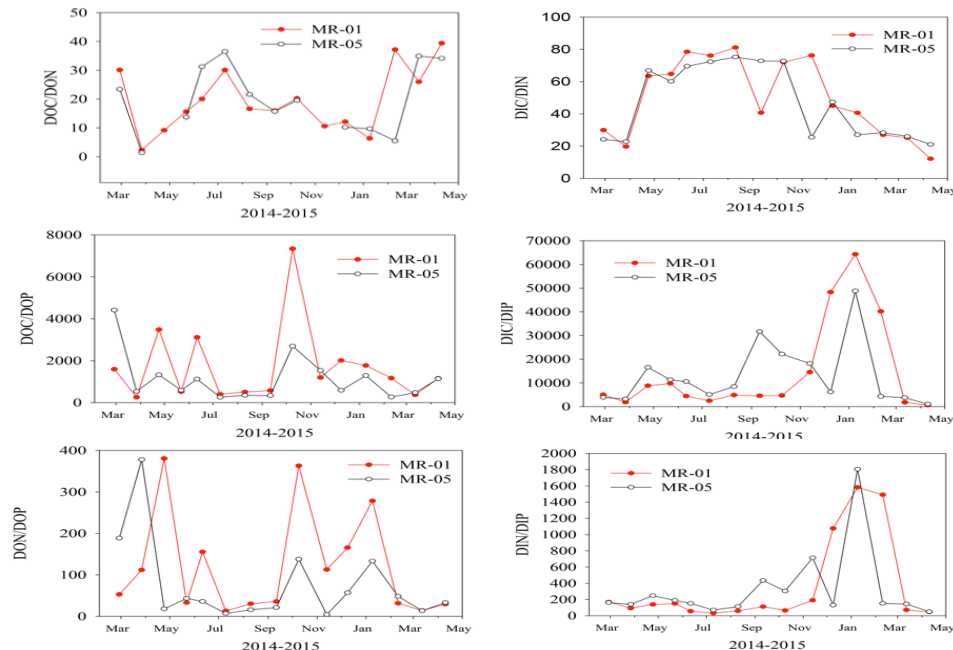 50
40
30
20
10
0
DOC/DON
MR-01
MR-05
Mar May Jul Sep Nov Jan Mar May
2014-2015
100
80
60
40
20
0
DIC/DIN
MR-01
MR-05
Mar May Jul Sep Nov Jan Mar May
2014-2015
8000
6000
4000
2000
0
DOC/DOP
MR-01
MR-05
Mar May Jul Sep Nov Jan Mar May
2014-2015
70000
60000
50000
40000
30000
20000
10000
0
DIC/DIP
MR-01
MR-05
Mar May Jul Sep Nov Jan Mar May
2014-2015
400
300
200
100
0
DON/DOP
MR-01
MR-05
Mar May Jul Sep Nov Jan Mar May
2014-2015
2000
1800
1600
1400
1200
1000
800
600
400
200
0
DIN/DIP
MR-01
MR-05
Mar May Jul Sep Nov Jan Mar May
2014-2015